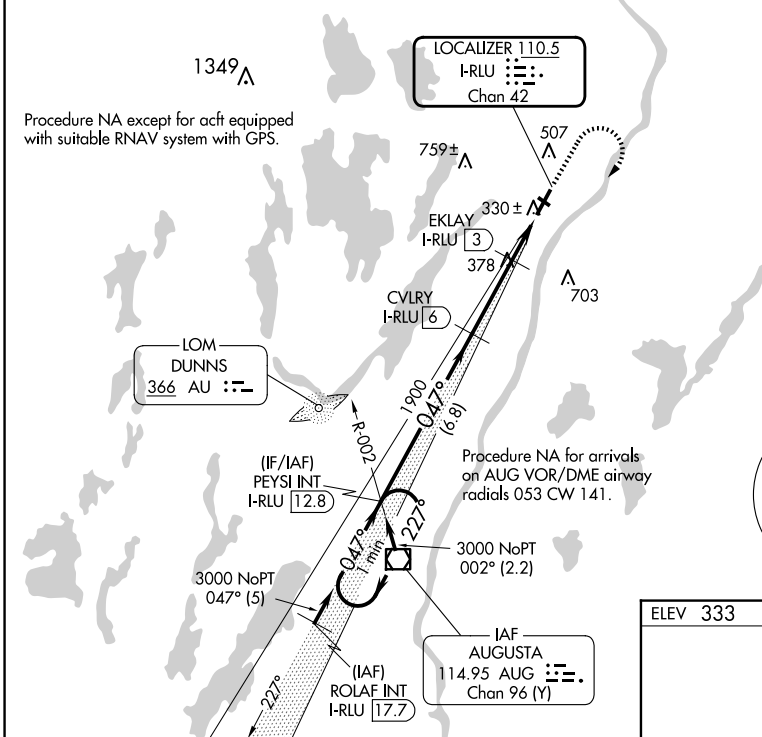 1349
Procedure NA except for acft equipped
with suitable RNAV system with GPS.
LOCALIZER 110.5
I-RLU
Chan 42
507
759±
330±
EKLAY
I-RLU 3
378
703
CVLRY
I-RLU 6
LOM
DUNNS
366 AU
1900
047°
(6.8)
R-002
(IF/IAF)
PEYSI INT
I-RLU 12.8
Procedure NA for arrivals
on AUG VOR/DME airway
radials 053 CW 141.
047°
1 min
227°
3000 NoPT
002° (2.2)
3000 NoPT
047° (5)
IAF
AUGUSTA
114.95 AUG
Chan 96 (Y)
(IAF)
ROLAF INT
I-RLU 17.7
227°
ELEV 333